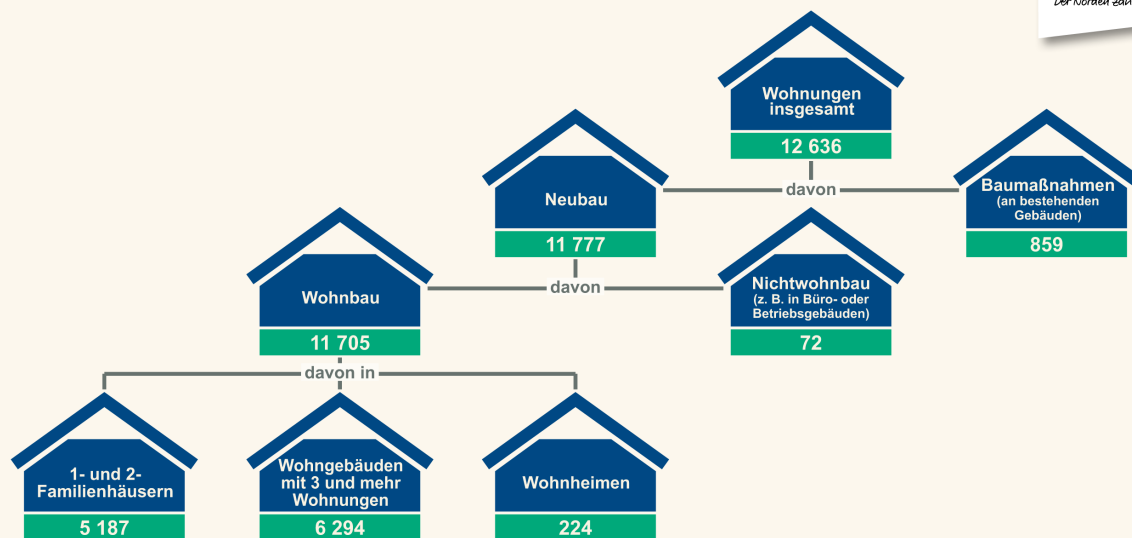 Der Norden
Wohnungen
insgesamt
12 636
davon
Neubau
11 777
Baumaßnahmen
(an bestehenden
Gebäuden)
859
davon
Wohnbau
11 705
Nichtwohnbau
(z. B. in Büro- oder
Betriebsgebäuden)
72
davon in
1- und 2-
Familienhäusern
5 187
Wohngebäuden
mit 3 und mehr
Wohnungen
6 294
Wohnheimen
224